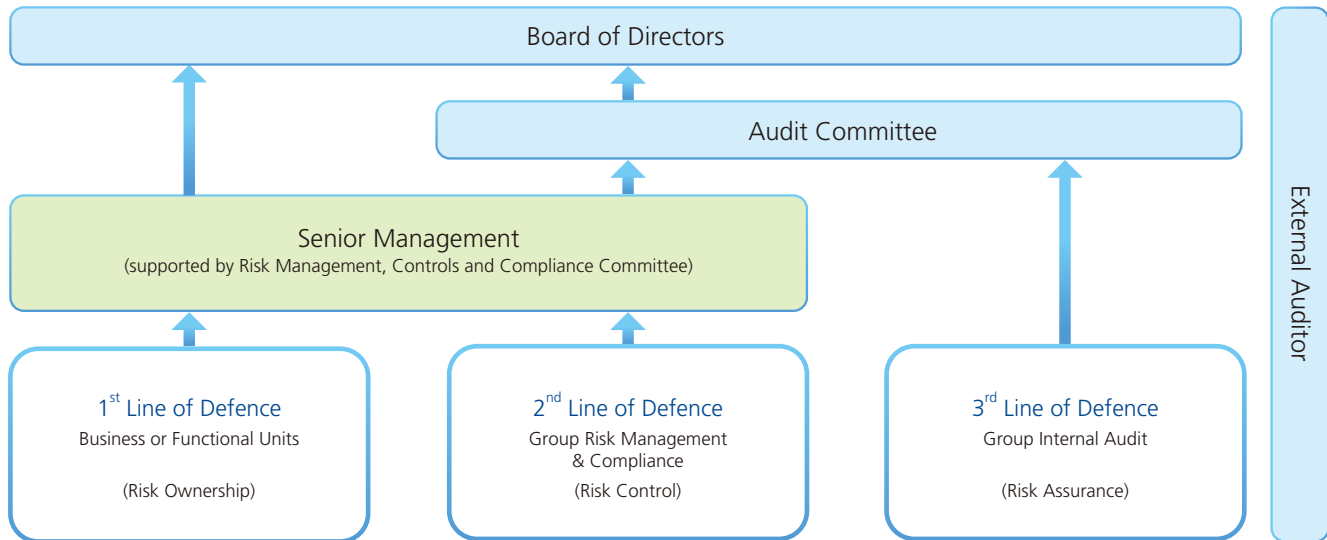 Board of Directors
Audit Committee
Senior Management
(supported by Risk Management, Controls and Compliance Committee)
1st Line of Defence
Business or Functional Units
(Risk Ownership)
2nd Line of Defence
Group Risk Management
& Compliance
(Risk Control)
3rd Line of Defence
Group Internal Audit
(Risk Assurance)
External Auditor